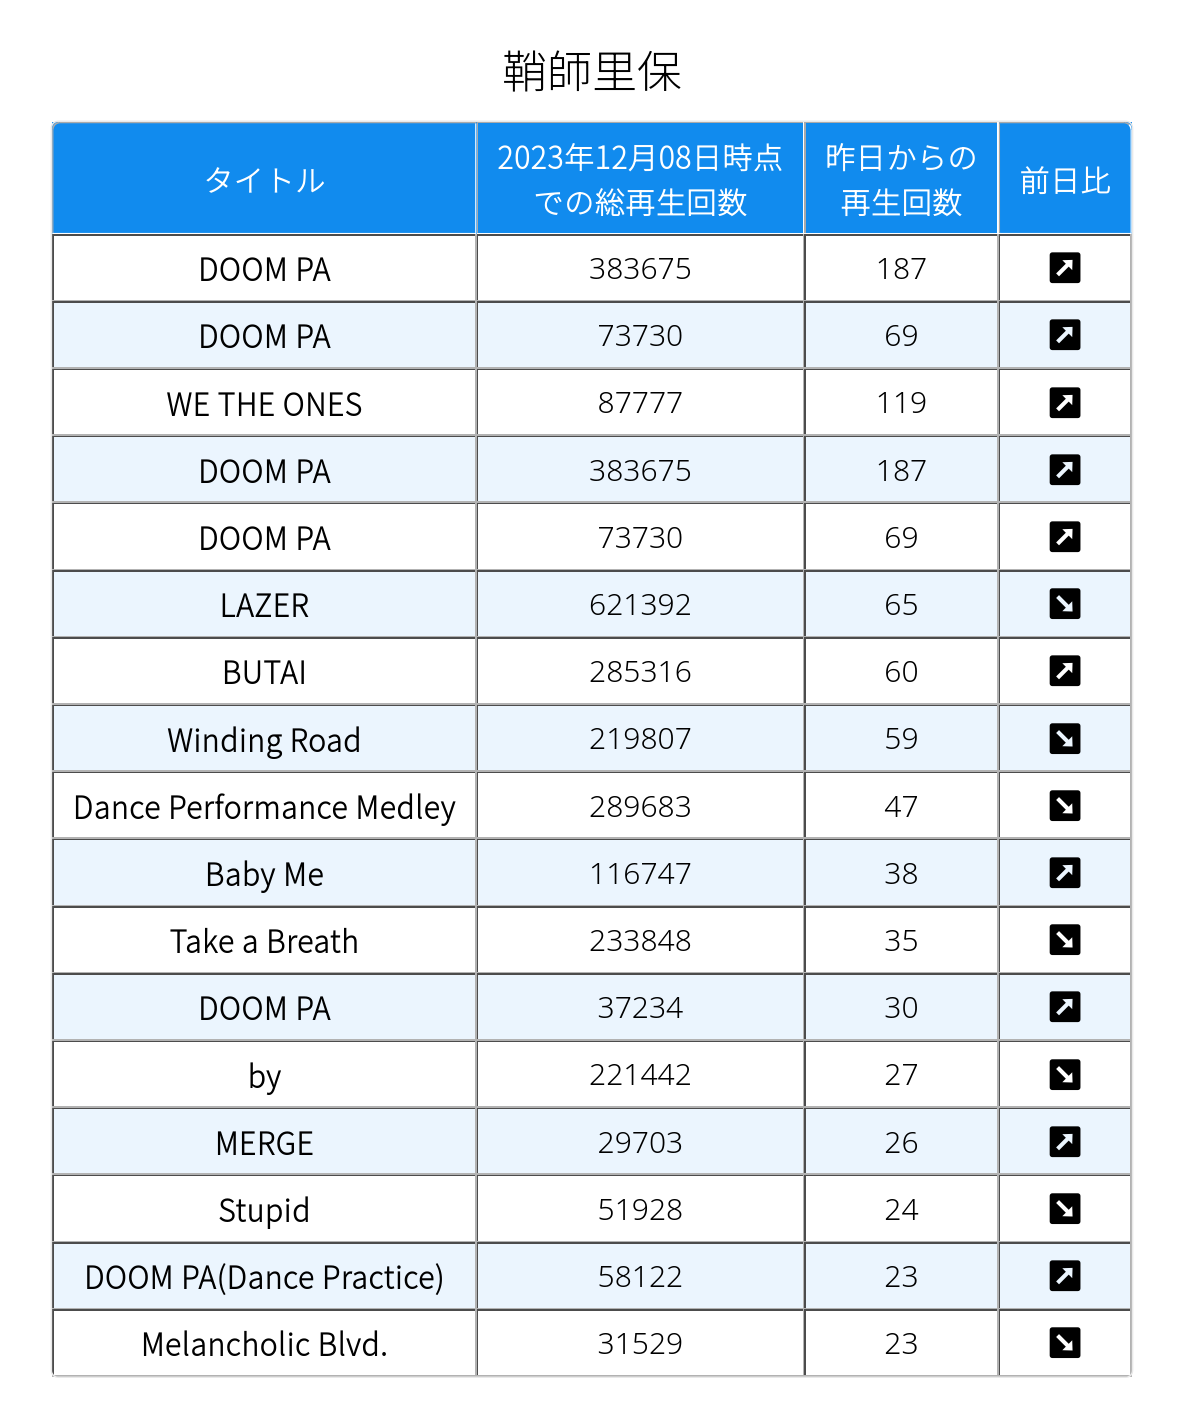 鞘師里保
タイトル 2023年12月08日時点 昨日からの 前日比
での総再生回数 再生回数
DOOM PA 383675 187 ↗
DOOM PA 73730 69 ↗
WE THE ONES 87777 119 ↗
DOOM PA 383675 187 ↗
DOOM PA 73730 69 ↗
LAZER 621392 65 ↘
BUTAI 285316 60 ↗
Winding Road 219807 59 ↘
Dance Performance Medley 289683 47 ↘
Baby Me 116747 38 ↗
Take a Breath 233848 35 ↘
DOOM PA 37234 30 ↗
by 221442 27 ↘
MERGE 29703 26 ↗
Stupid 51928 24 ↘
DOOM PA(Dance Practice) 58122 23 ↗
Melancholic Blvd. 31529 23 ↘